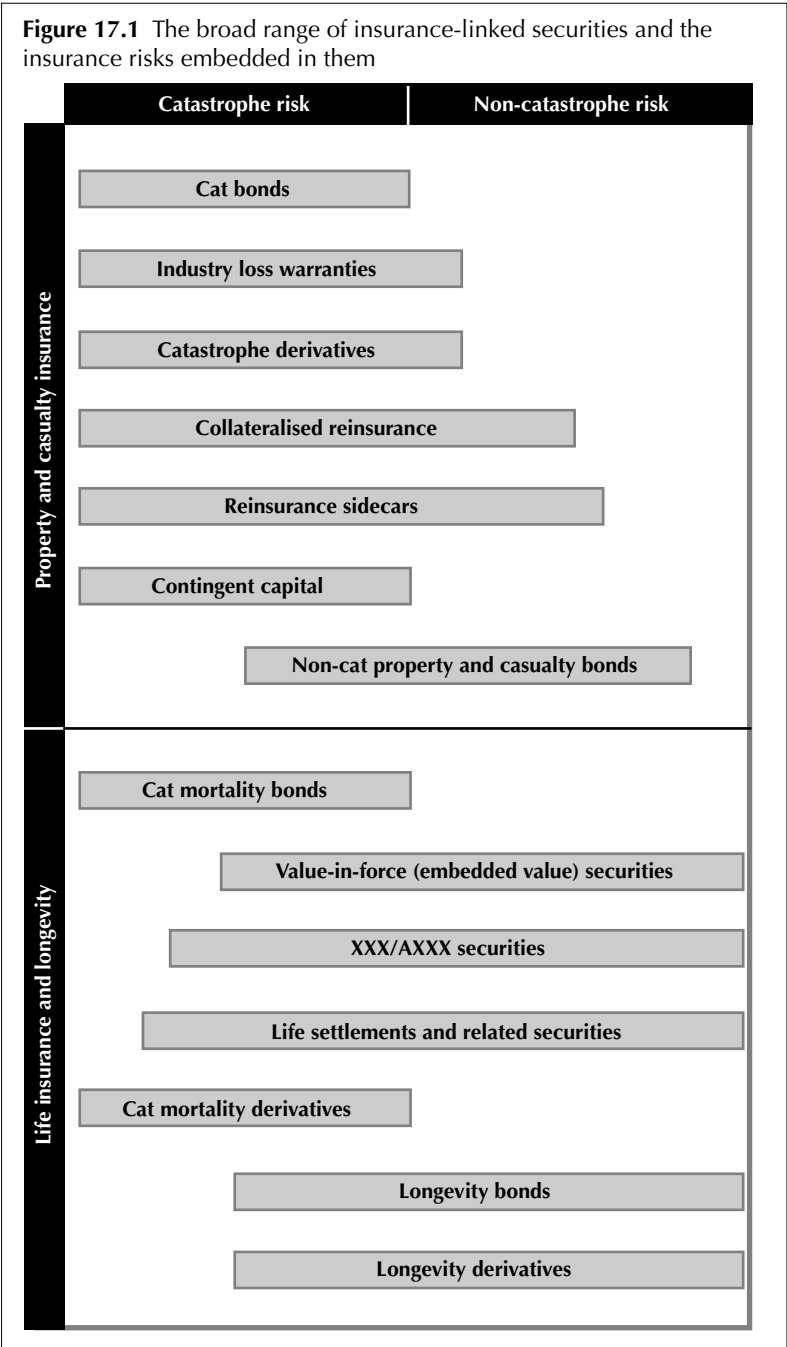 Figure 17.1 The broad range of insurance-linked securities and the
insurance risks embedded in them
Catastrophe risk
Non-catastrophe risk
Property and casualty insurance
Cat bonds
Industry loss warranties
Catastrophe derivatives
Collateralised reinsurance
Reinsurance sidecars
Contingent capital
Non-cat property and casualty bonds
Life insurance and longevity
Cat mortality bonds
Value-in-force (embedded value) securities
XXX/AXXX securities
Life settlements and related securities
Cat mortality derivatives
Longevity bonds
Longevity derivatives